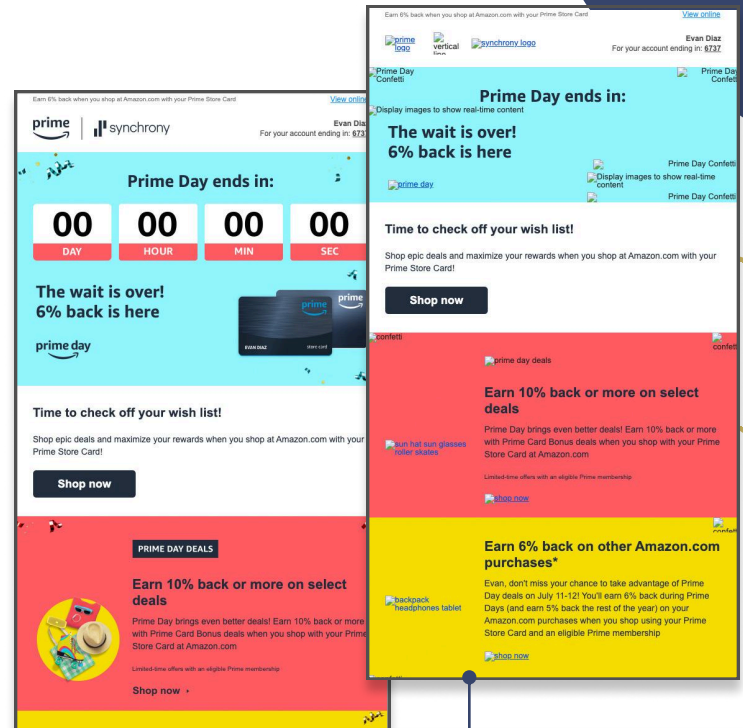 Earn 6% back when you shop at Amazon.com with your Prime Store Card
View online
prime
synchrony
Evan Diaz
For your account ending in: 6737
Prime Day ends in:
00 00 00 00
DAY HOUR MIN SEC
The wait is over!
6% back is here
prime
prime
EVAN DIAZ
store card
prime day
Time to check off your wish list!
Shop epic deals and maximize your rewards when you shop at Amazon.com with your
Prime Store Card!
Shop now
PRIME DAY DEALS
Earn 10% back or more on select
deals
Prime Day brings even better deals! Earn 10% back or more
with Prime Card Bonus deals when you shop with your Prime
Store Card at Amazon.com
Limited-time offers with an eligible Prime membership
Shop now ›
Earn 6% back when you shop at Amazon.com with your Prime Store Card
View online
prime
logo
vertical
line
synchrony logo
Evan Diaz
For your account ending in: 6737
Prime Day
Confetti
Prime Day
Confetti
Prime Day ends in:
Display images to show real-time content
The wait is over!
6% back is here
prime day
Prime Day Confetti
Display images to show real-time
content
Prime Day Confetti
Time to check off your wish list!
Shop epic deals and maximize your rewards when you shop at Amazon.com with your
Prime Store Card!
Shop now
confetti
confetti
prime day deals
Earn 10% back or more on select
deals
Prime Day brings even better deals! Earn 10% back or more
with Prime Card Bonus deals when you shop with your Prime
Store Card at Amazon.com
sun hat sun glasses
roller skates
Limited-time offers with an eligible Prime membership
shop now
confetti
Earn 6% back on other Amazon.com
purchases*
Evan, don't miss your chance to take advantage of Prime
Day deals on July 11-12! You'll earn 6% back during Prime
Days (and earn 5% back the rest of the year) on your
Amazon.com purchases when you shop using your Prime
Store Card and an eligible Prime membership
backpack
headphones tablet
shop now